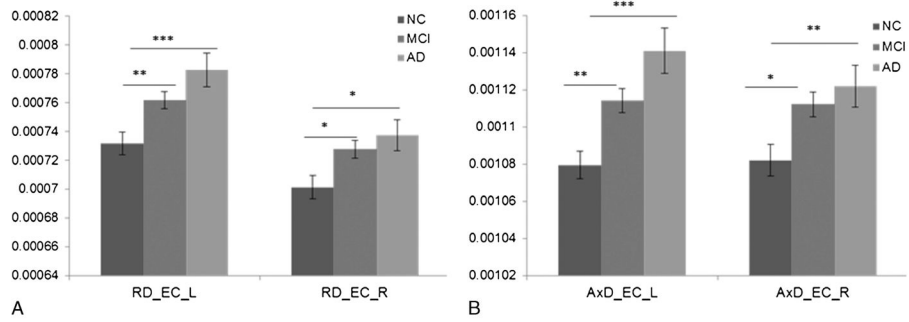 0.00082
0.0008
0.00078
0.00076
0.00074
0.00072
0.0007
0.00068
0.00066
0.00064
***
**
*
*
NC
MCI
AD
RD_EC_L
RD_EC_R
A
0.00116
0.00114
0.00112
0.00111
0.00108
0.00106
0.00104
0.00102
***
**
**
*
NC
MCI
AD
AxD_EC_L
AxD_EC_R
B